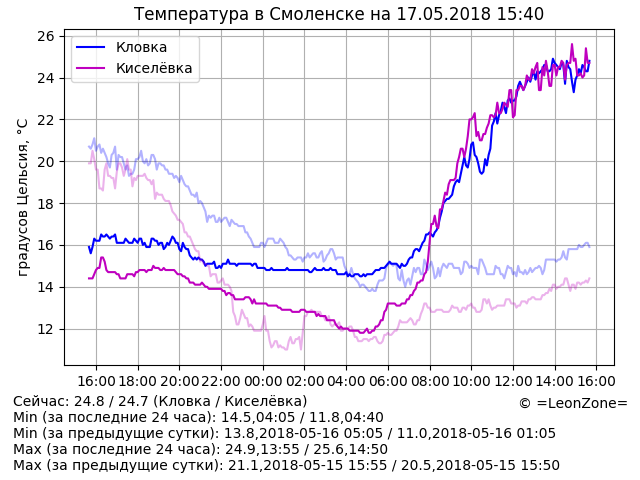 Температура в Смоленске на 17.05.2018 15:40
Кловка
Киселёвка
градусов Цельсия, °C
26
24
22
20
18
16
14
12
16:00 18:00 20:00 22:00 00:00 02:00 04:00 06:00 08:00 10:00 12:00 14:00 16:00
Сейчас: 24.8 / 24.7 (Кловка / Киселёвка)
© =LeonZone=
Min (за последние 24 часа): 14.5,04:05 / 11.8,04:40
Min (за предыдущие сутки): 13.8,2018-05-16 05:05 / 11.0,2018-05-16 01:05
Max (за последние 24 часа): 24.9,13:55 / 25.6,14:50
Max (за предыдущие сутки): 21.1,2018-05-15 15:55 / 20.5,2018-05-15 15:50